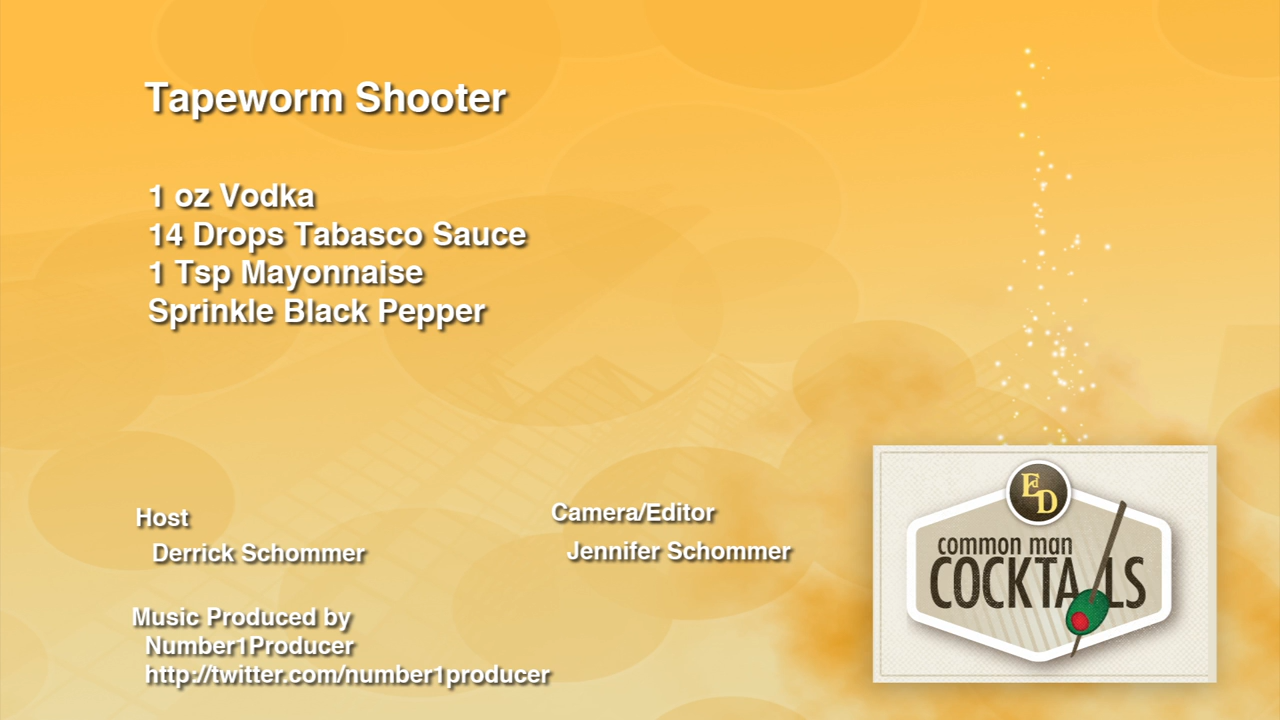 Tapeworm Shooter
1 oz Vodka
14 Drops Tabasco Sauce
1 Tsp Mayonnaise
Sprinkle Black Pepper
Host
Derrick Schommer
Camera/Editor
Jennifer Schommer
Music Produced by
Number1Producer
http://twitter.com/number1producer
EdD
common man
COCKTAILS